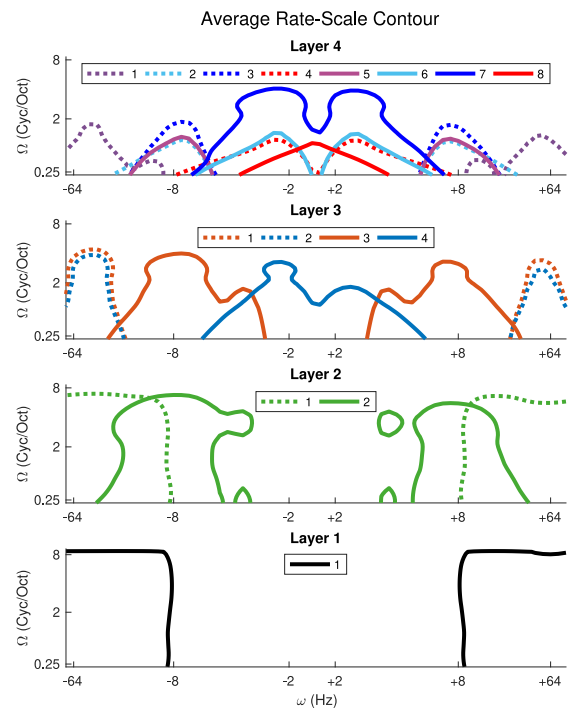 Average Rate-Scale Contour
Layer 4
8
1 2 3 4 5 6 7 8
2
0.25
Ω (Cyc/Oct)
-64 -8 -2 +2 +8 +64
Layer 3
8
1 2 3 4
2
0.25
Ω (Cyc/Oct)
-64 -8 -2 +2 +8 +64
Layer 2
8
1 2
2
0.25
Ω (Cyc/Oct)
-64 -8 -2 +2 +8 +64
Layer 1
8
1
2
0.25
Ω (Cyc/Oct)
-64 -8 -2 +2 +8 +64
ω (Hz)